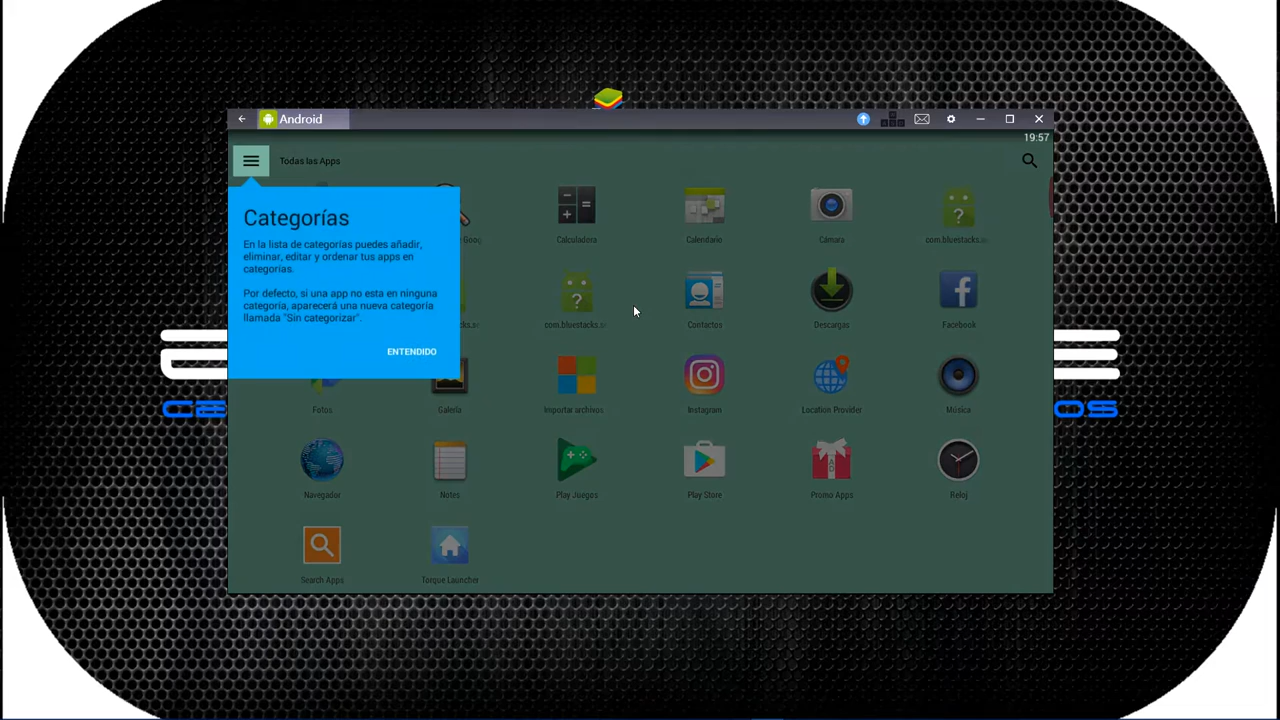 Android
19:57
Todas las Apps
Categorías
En la lista de categorías puedes añadir,
eliminar, editar y ordenar tus apps en
categorías.
Por defecto, si una app no esta en ninguna
categoría, aparecerá una nueva categoría
llamada "Sin categorizar".
ENTENDIDO
Goog
Calculadora
Calendario
Cámara
com.bluestacks.
com.bluestacks.
Contactos
Descargas
Facebook
Fotos
Galería
Importar archivos
Instagram
Location Provider
Música
Navegador
Notes
Play Juegos
Play Store
Promo Apps
Reloj
Search Apps
Torque Launcher